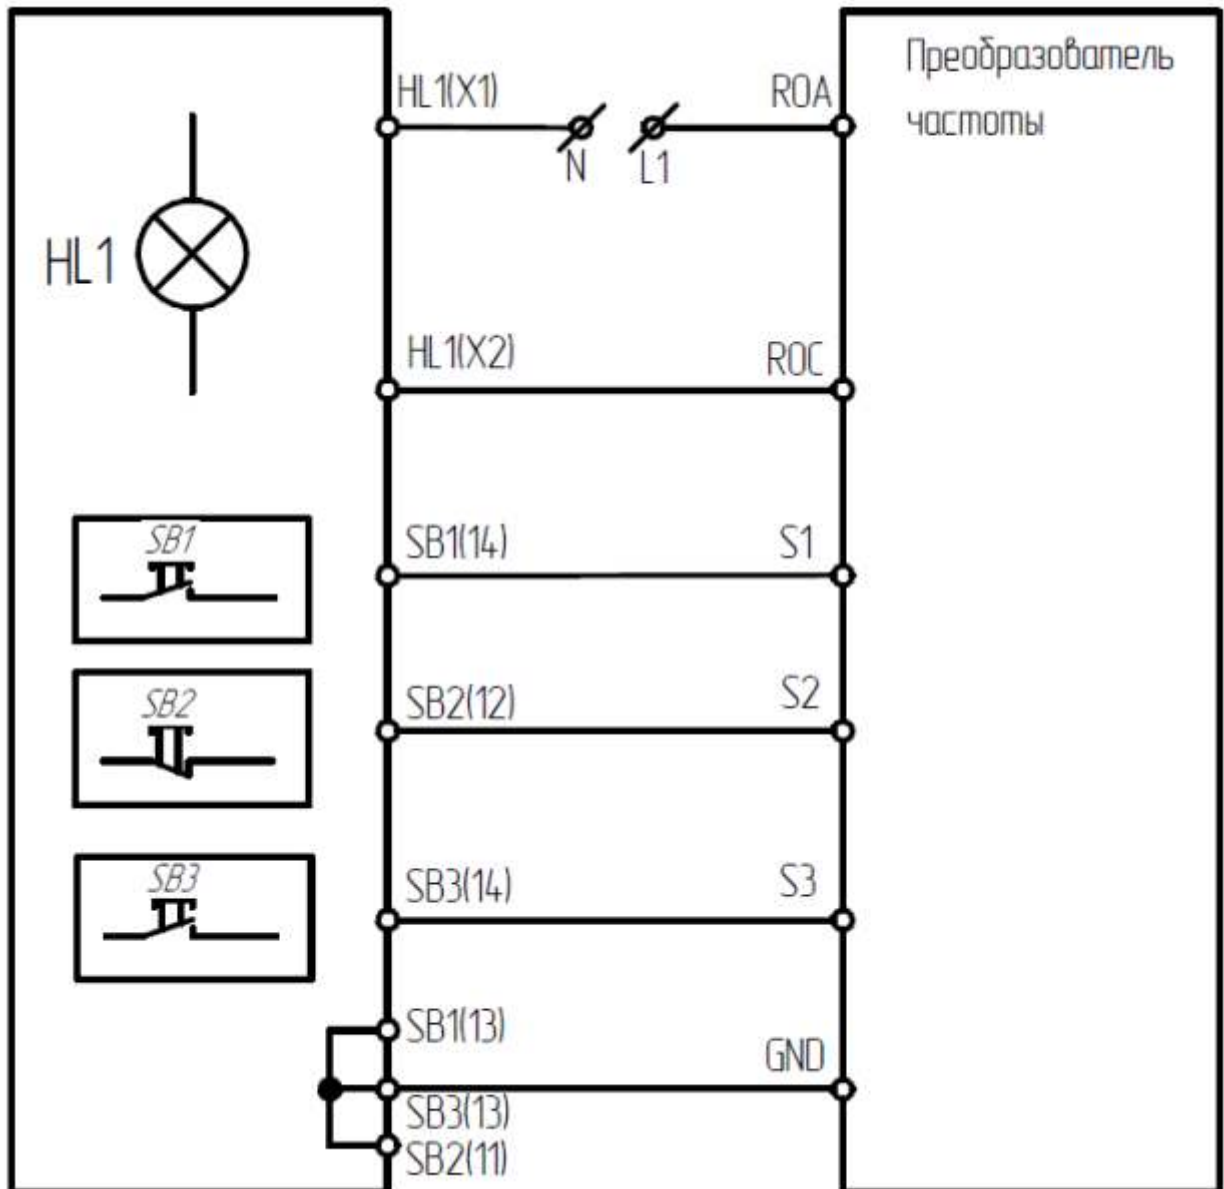 Преобразователь
частоты
HL1(X1)
ROA
N
L1
HL1
HL1(X2)
ROC
SB1
SB1(14)
S1
SB2
SB2(12)
S2
SB3
SB3(14)
S3
SB1(13)
GND
SB3(13)
SB2(11)